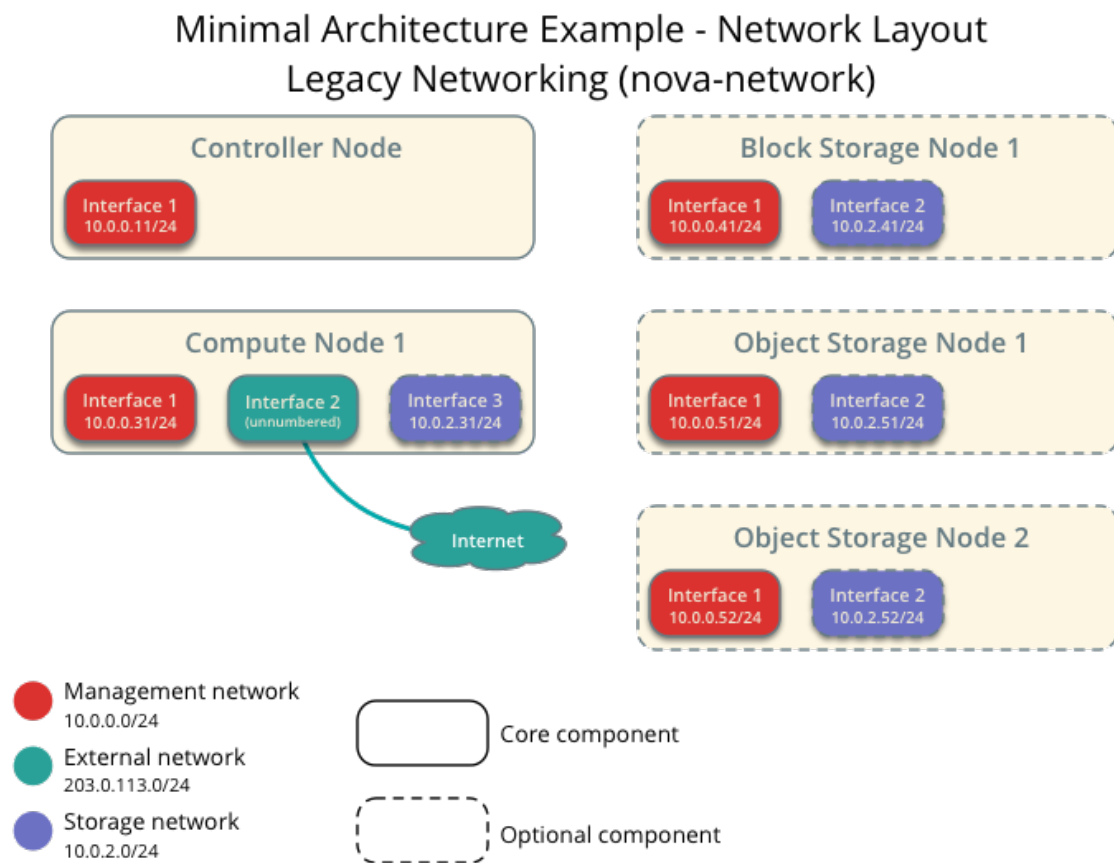 Minimal Architecture Example - Network Layout
Legacy Networking (nova-network)
Controller Node
Interface 1
10.0.0.11/24
Block Storage Node 1
Interface 1
10.0.0.41/24
Interface 2
10.0.2.41/24
Compute Node 1
Interface 1
10.0.0.31/24
Interface 2
(unnumbered)
Interface 3
10.0.2.31/24
Object Storage Node 1
Interface 1
10.0.0.51/24
Interface 2
10.0.2.51/24
Internet
Object Storage Node 2
Interface 1
10.0.0.52/24
Interface 2
10.0.2.52/24
Management network
10.0.0.0/24
External network
203.0.113.0/24
Storage network
10.0.2.0/24
Core component
Optional component